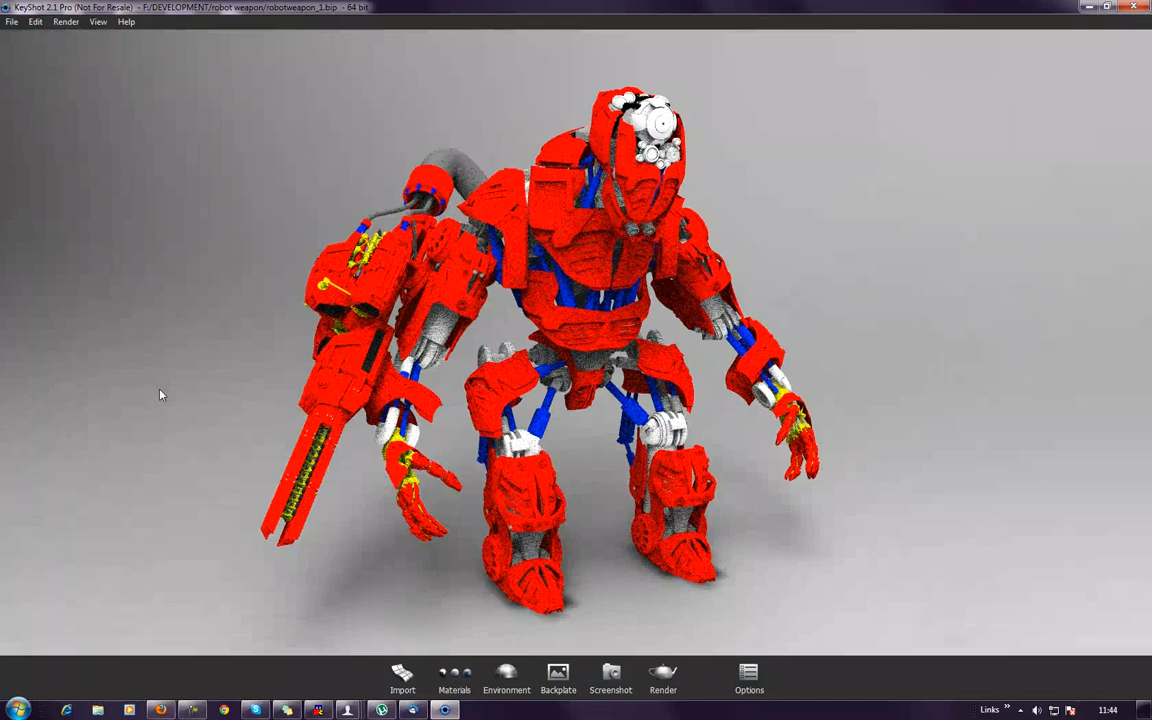 KeyShot 2.1 Pro (Not For Resale) - F:/DEVELOPMENT/robot weapon/robotweapon_1.bip - 64 bit
File Edit Render View Help
Import Materials Environment Backplate Screenshot Render Options
Links » 11:44